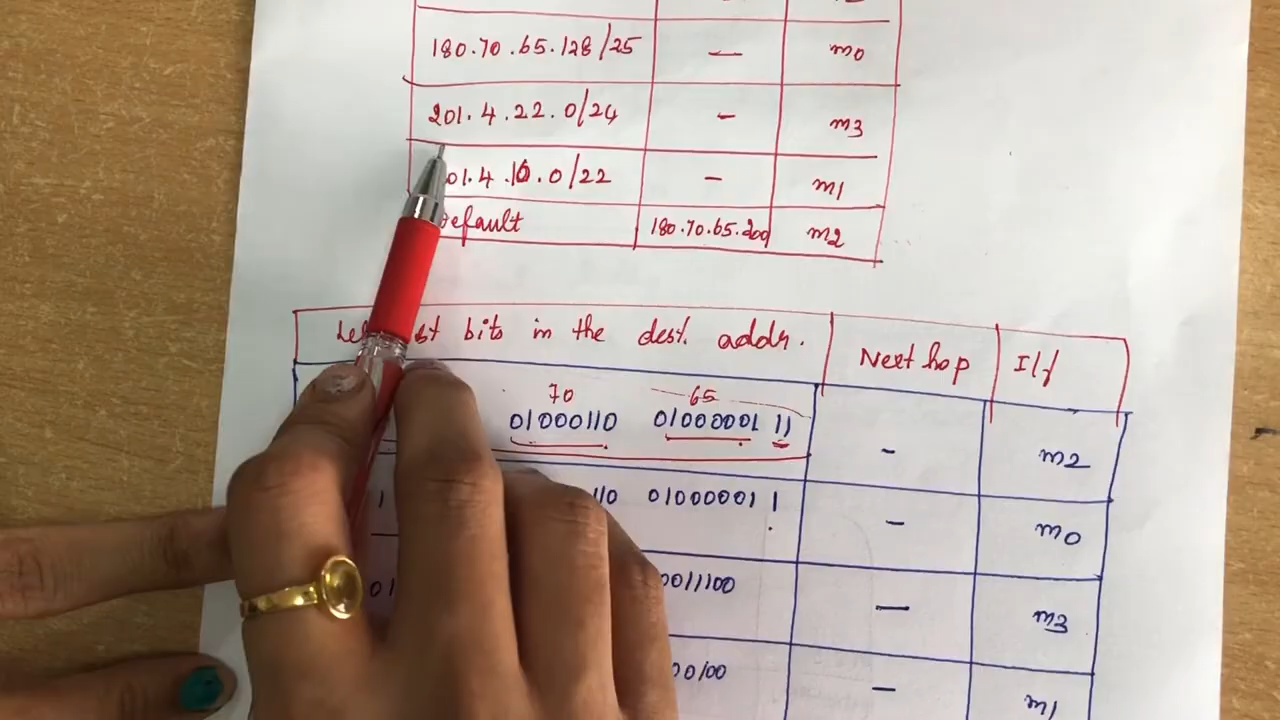 180.70.65.128/25 — m0
201.4.22.0/24 - m3
01.4.16.0/22 - m1
efault 180.70.65.200 m2
bits in the dest. addr. Next hop I/f
70 65
01000110 01000001 11 - m2
110 01000001 1 - m0
011100 — m3
00100 - m1